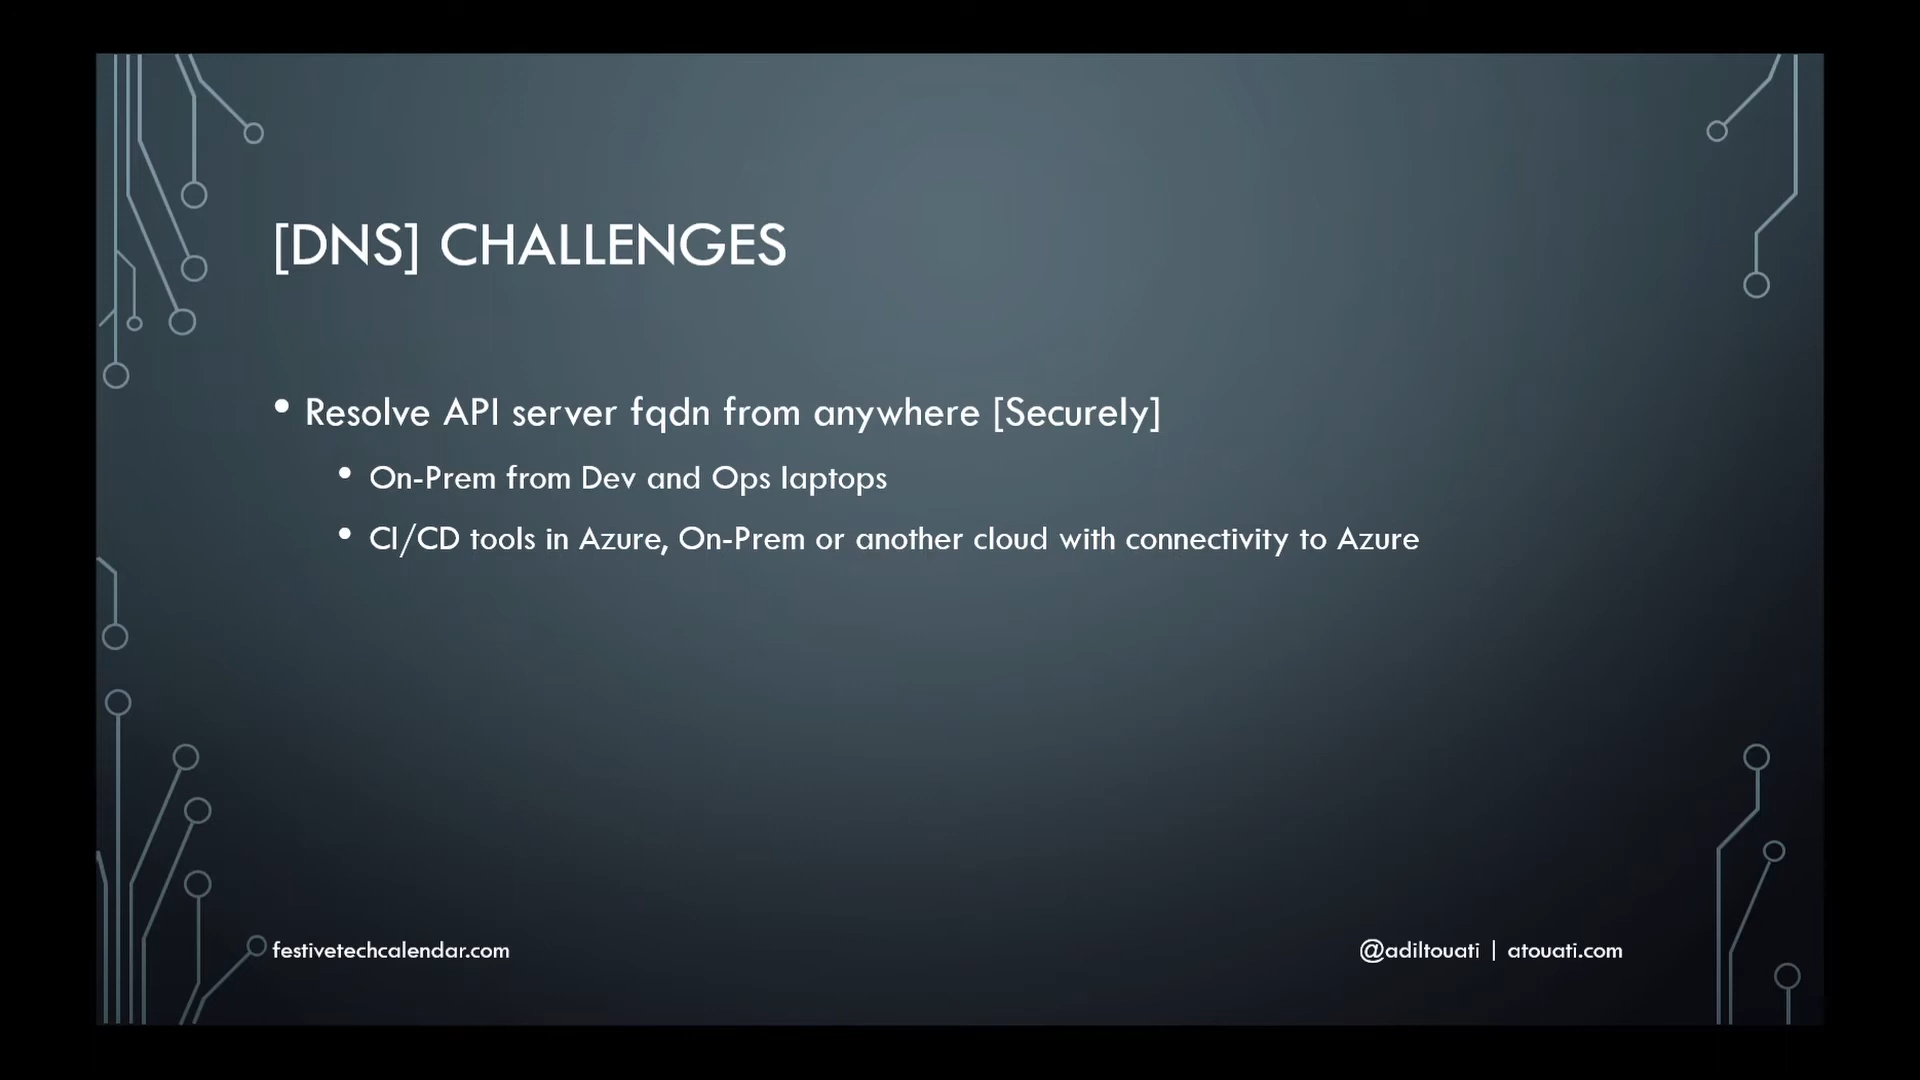 [DNS] CHALLENGES
• Resolve API server fqdn from anywhere [Securely]
• On-Prem from Dev and Ops laptops
• CI/CD tools in Azure, On-Prem or another cloud with connectivity to Azure
festivetechcalendar.com
@adiltouati | atouati.com